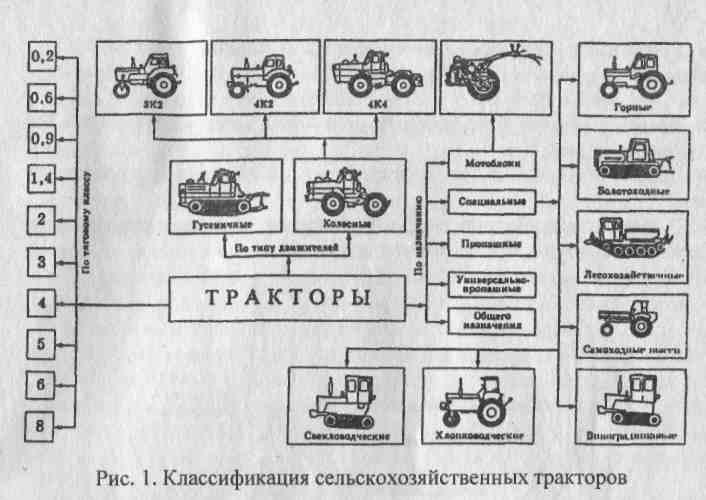 0,2
0,6
0,9
1,4
2
3
4
5
6
8
По тяговому классу
3К2
4К2
4К4
Гусеничные
Колесные
По типу движителей
ТРАКТОРЫ
По назначению
Мотоблоки
Специальные
Пропашные
Универсально-
пропашные
Общего
назначения
Горные
Болотоходные
Лесохозяйственные
Самоходные шасси
Виноградниковые
Свекловодческие
Хлопководческие
Рис. 1. Классификация сельскохозяйственных тракторов